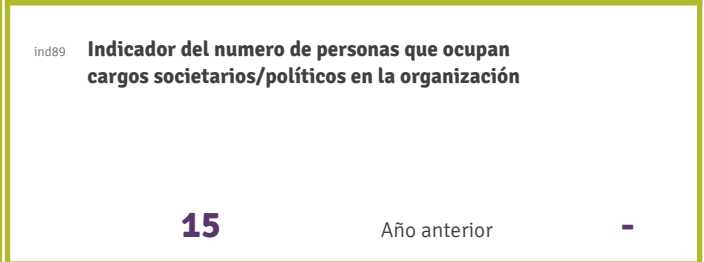 ind89 Indicador del numero de personas que ocupan
cargos societarios/políticos en la organización
15 Año anterior -